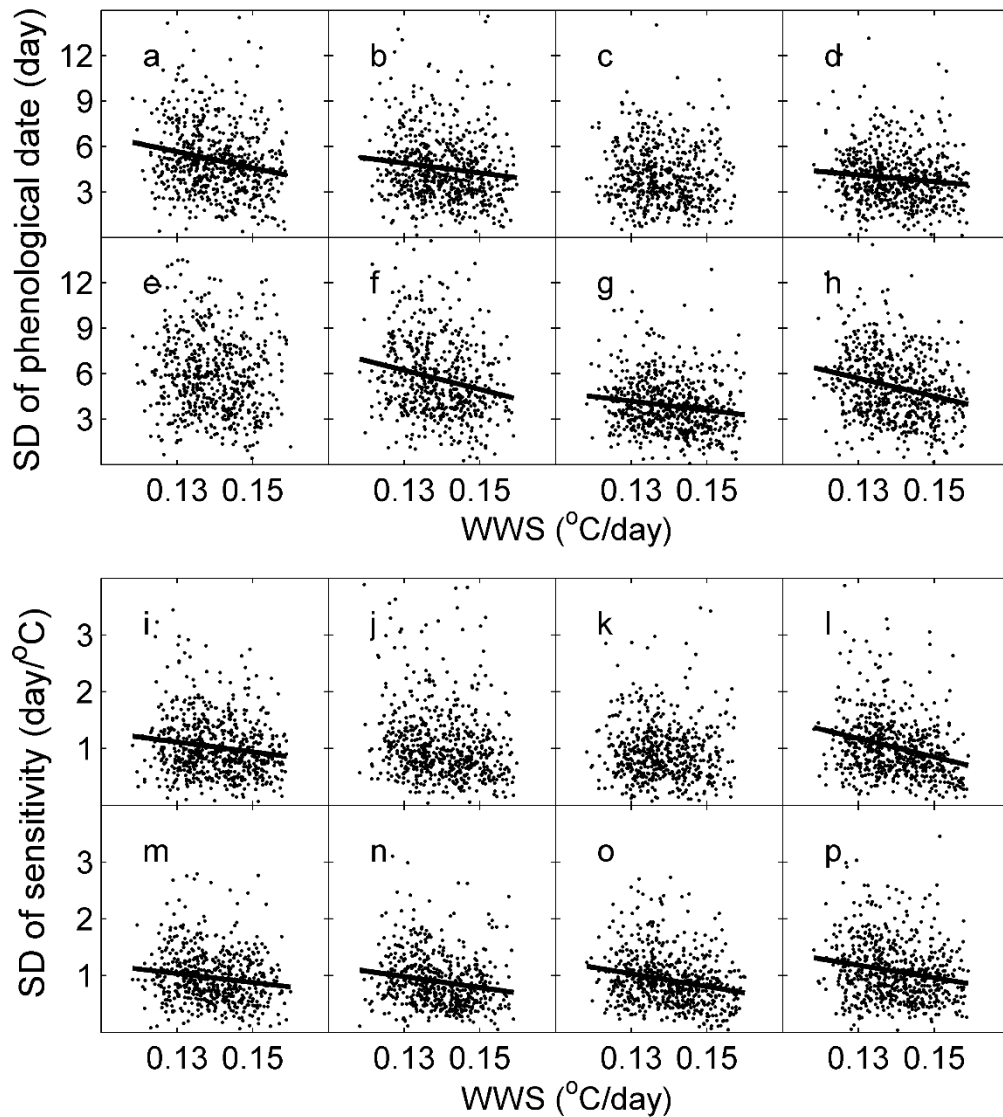 SD of phenological date (day)
12
9
6
3
a
b
c
d
12
9
6
3
e
f
g
h
0.13 0.15 0.13 0.15 0.13 0.15 0.13 0.15
WWS (°C/day)
SD of sensitivity (day/°C)
3
2
1
i
j
k
l
3
2
1
m
n
o
p
0.13 0.15 0.13 0.15 0.13 0.15 0.13 0.15
WWS (°C/day)